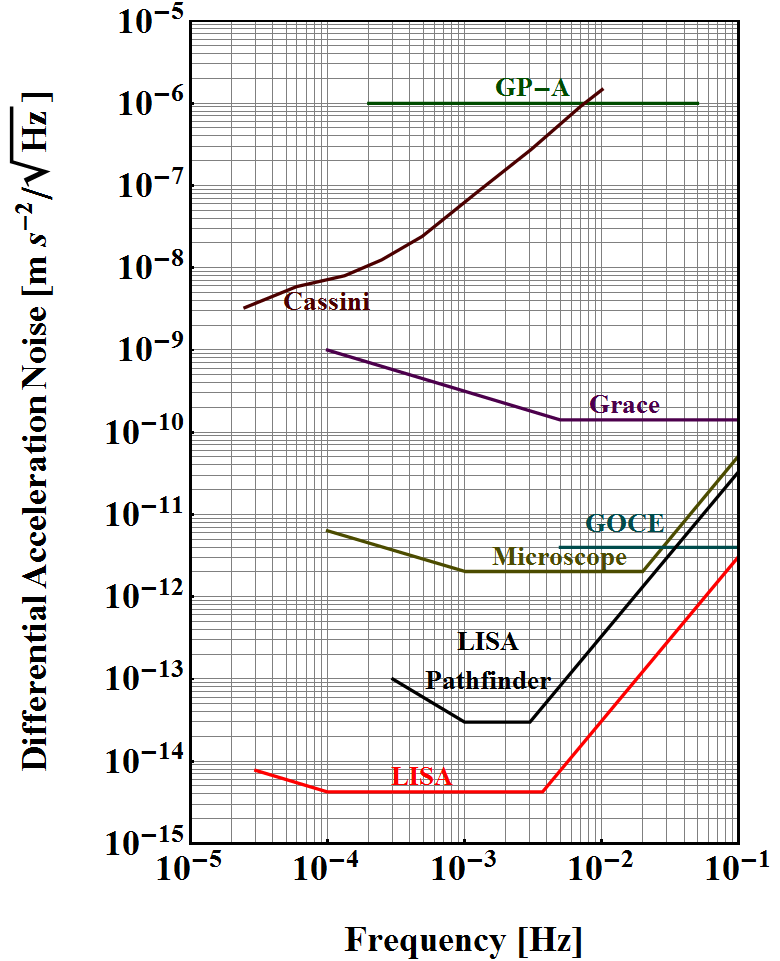 10⁻⁵
10⁻⁶
10⁻⁷
10⁻⁸
10⁻⁹
10⁻¹⁰
10⁻¹¹
10⁻¹²
10⁻¹³
10⁻¹⁴
10⁻¹⁵
Differential Acceleration Noise [m s⁻²/√Hz]
GP−A
Cassini
Grace
GOCE
Microscope
LISA
Pathfinder
LISA
10⁻⁵ 10⁻⁴ 10⁻³ 10⁻² 10⁻¹
Frequency [Hz]